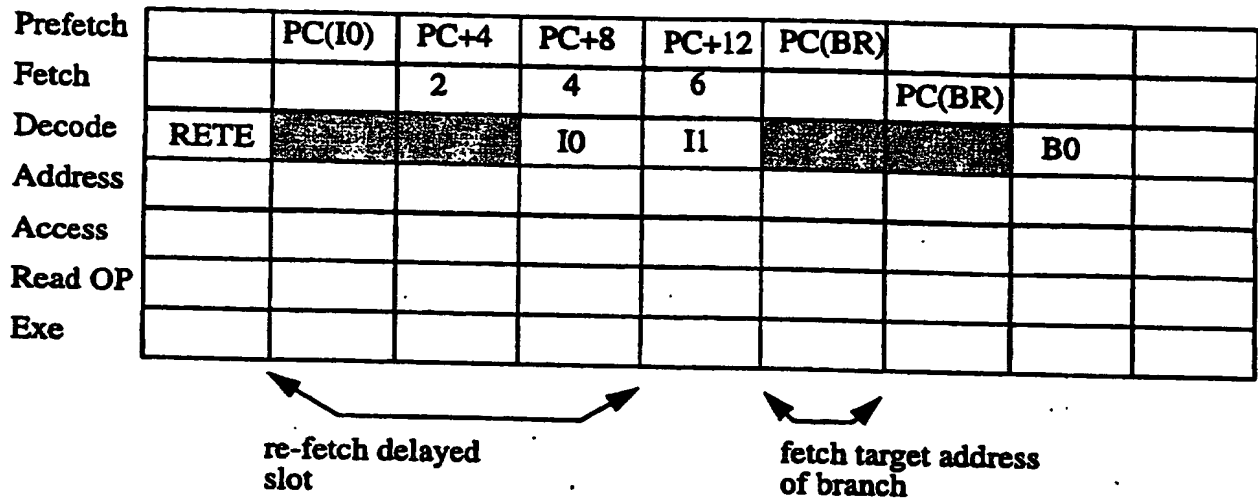 Prefetch PC(I0) PC+4 PC+8 PC+12 PC(BR)
Fetch 2 4 6 PC(BR)
Decode RETE I0 I1 B0
Address
Access
Read OP
Exe
re-fetch delayed
slot
fetch target address
of branch